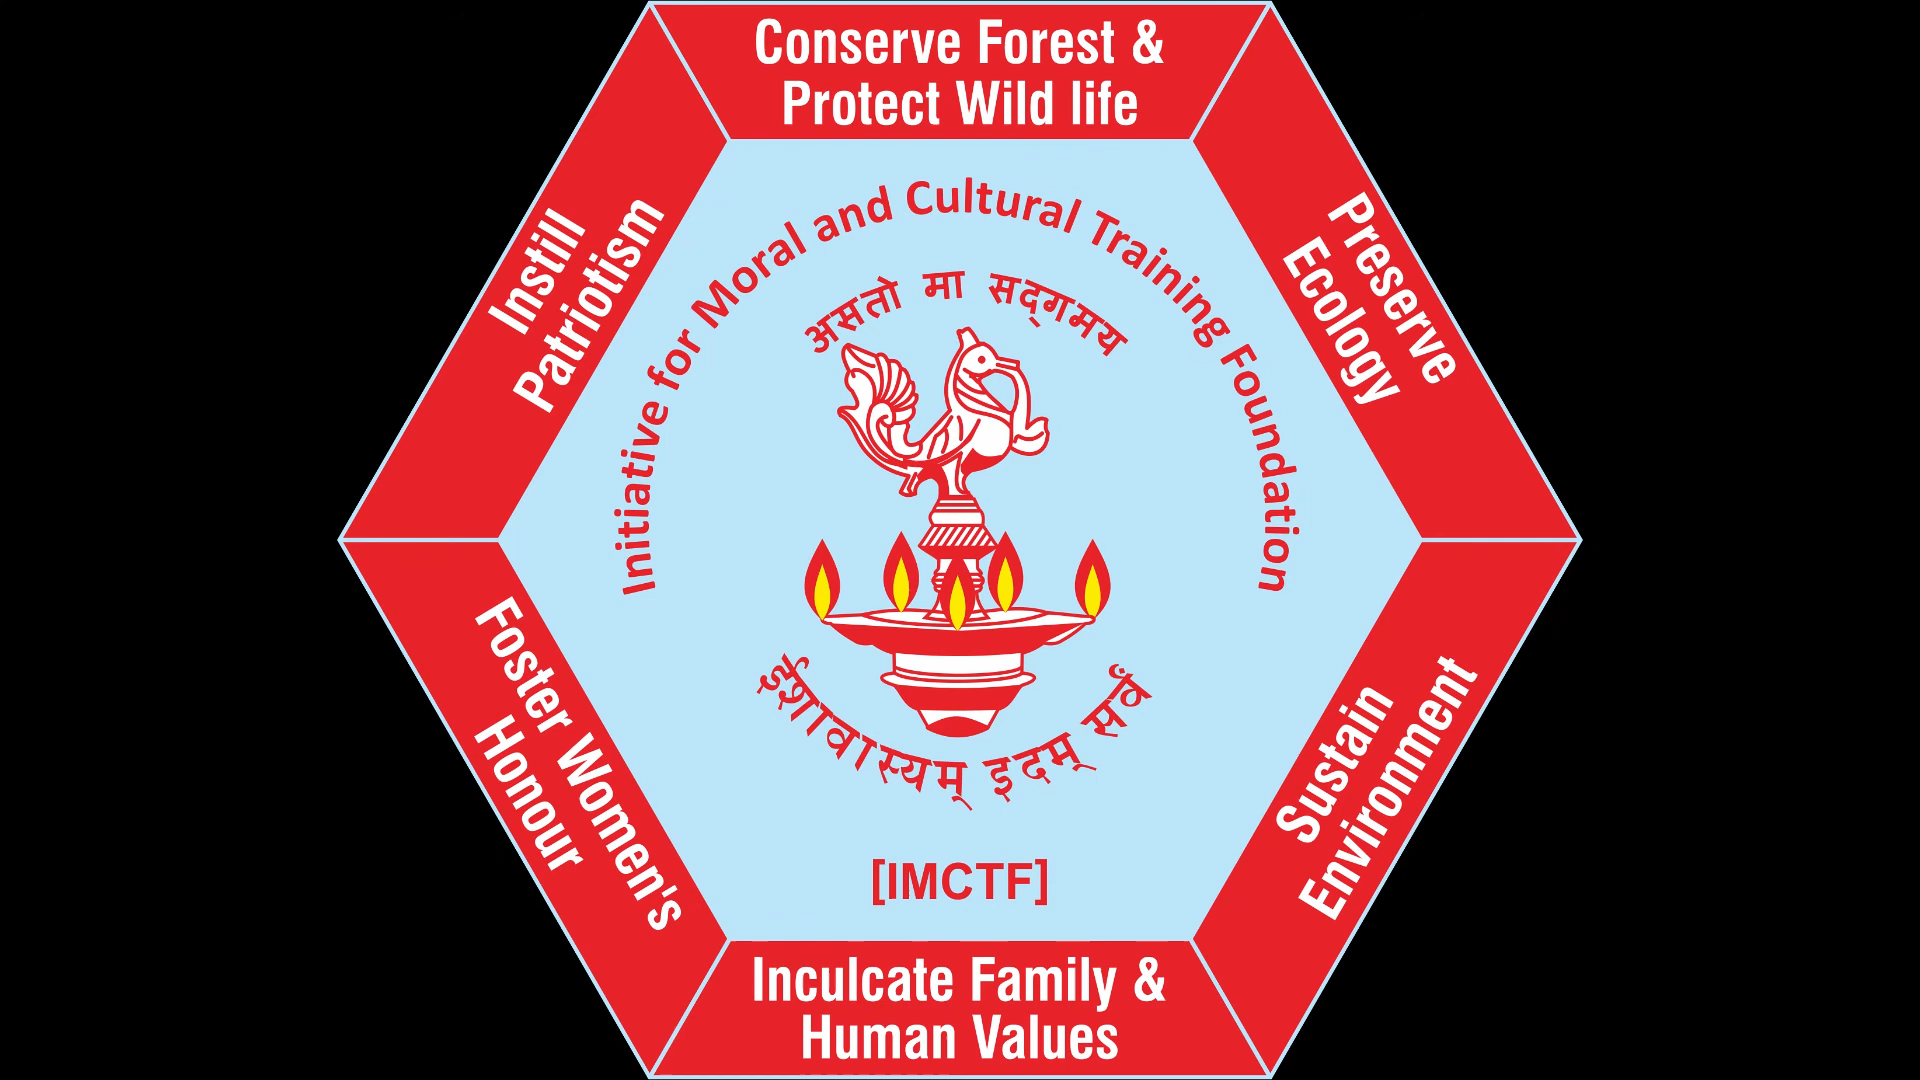 Conserve Forest &
Protect Wild life
Instill
Patriotism
Preserve
Ecology
Initiative for Moral and Cultural Training Foundation
असतो मा सद्गमय
ईशावास्यम् इदम् सर्वँ
Foster Women's
Honour
Sustain
Environment
[IMCTF]
Inculcate Family &
Human Values